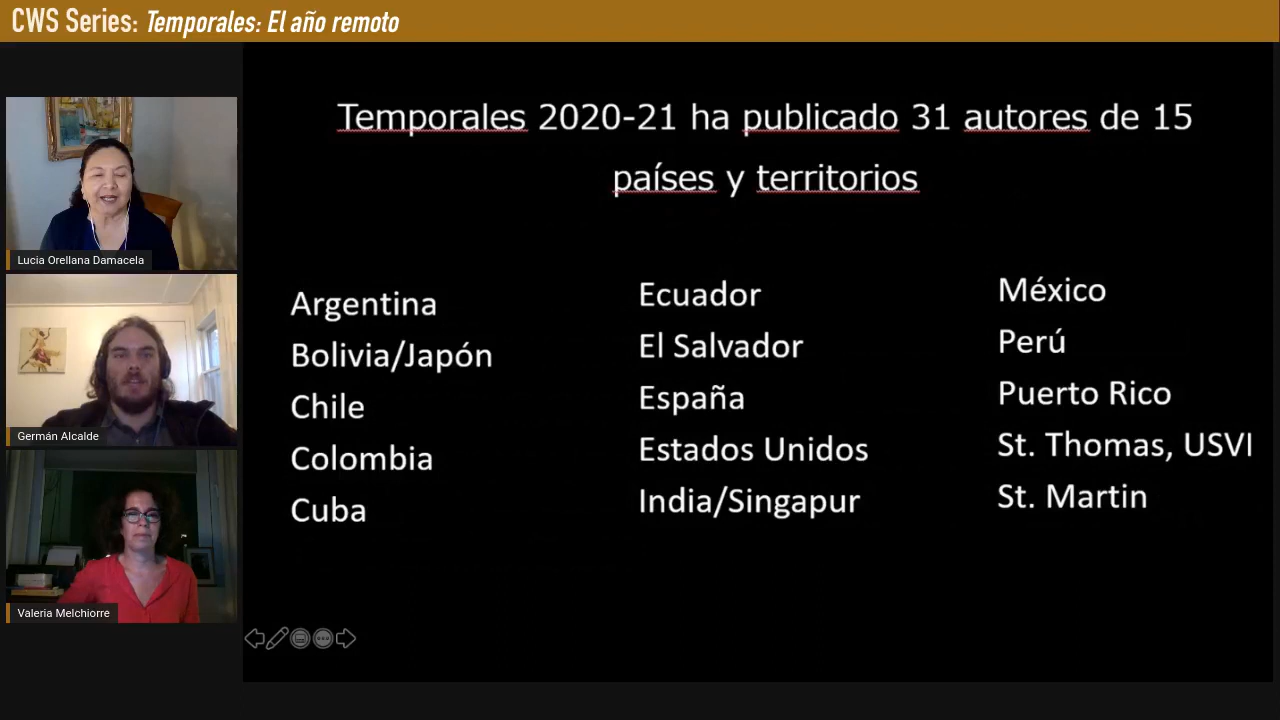 CWS Series: Temporales: El año remoto
Lucia Orellana Damacela
Germán Alcalde
Valeria Melchiorre
Temporales 2020-21 ha publicado 31 autores de 15
países y territorios
Argentina
Bolivia/Japón
Chile
Colombia
Cuba
Ecuador
El Salvador
España
Estados Unidos
India/Singapur
México
Perú
Puerto Rico
St. Thomas, USVI
St. Martin